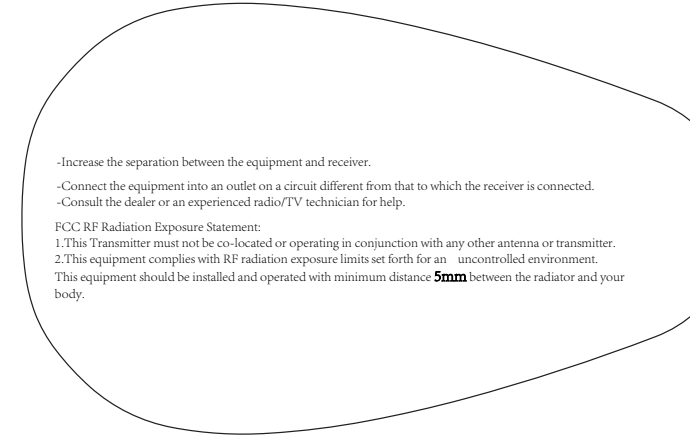 -Increase the separation between the equipment and receiver.
-Connect the equipment into an outlet on a circuit different from that to which the receiver is connected.
-Consult the dealer or an experienced radio/TV technician for help.
FCC RF Radiation Exposure Statement:
1.This Transmitter must not be co-located or operating in conjunction with any other antenna or transmitter.
2.This equipment complies with RF radiation exposure limits set forth for an uncontrolled environment.
This equipment should be installed and operated with minimum distance 5mm between the radiator and your
body.